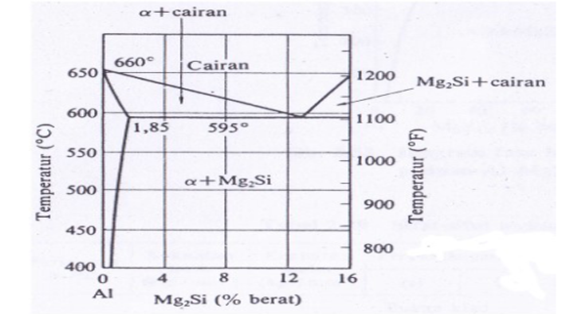 α+cairan
660°
Cairan
650
1200
Mg₂Si+cairan
600
1100
1,85
595°
550
1000
α+Mg₂Si
500
900
450
800
400
0
4
8
12
16
Al
Mg₂Si (% berat)
Temperatur (°C)
Temperatur (°F)